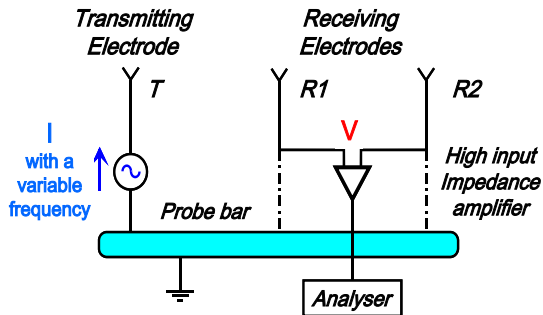 Transmitting
Electrode
Receiving
Electrodes
T
R1
R2
V
I
with a
variable
frequency
High input
Impedance
amplifier
Probe bar
Analyser